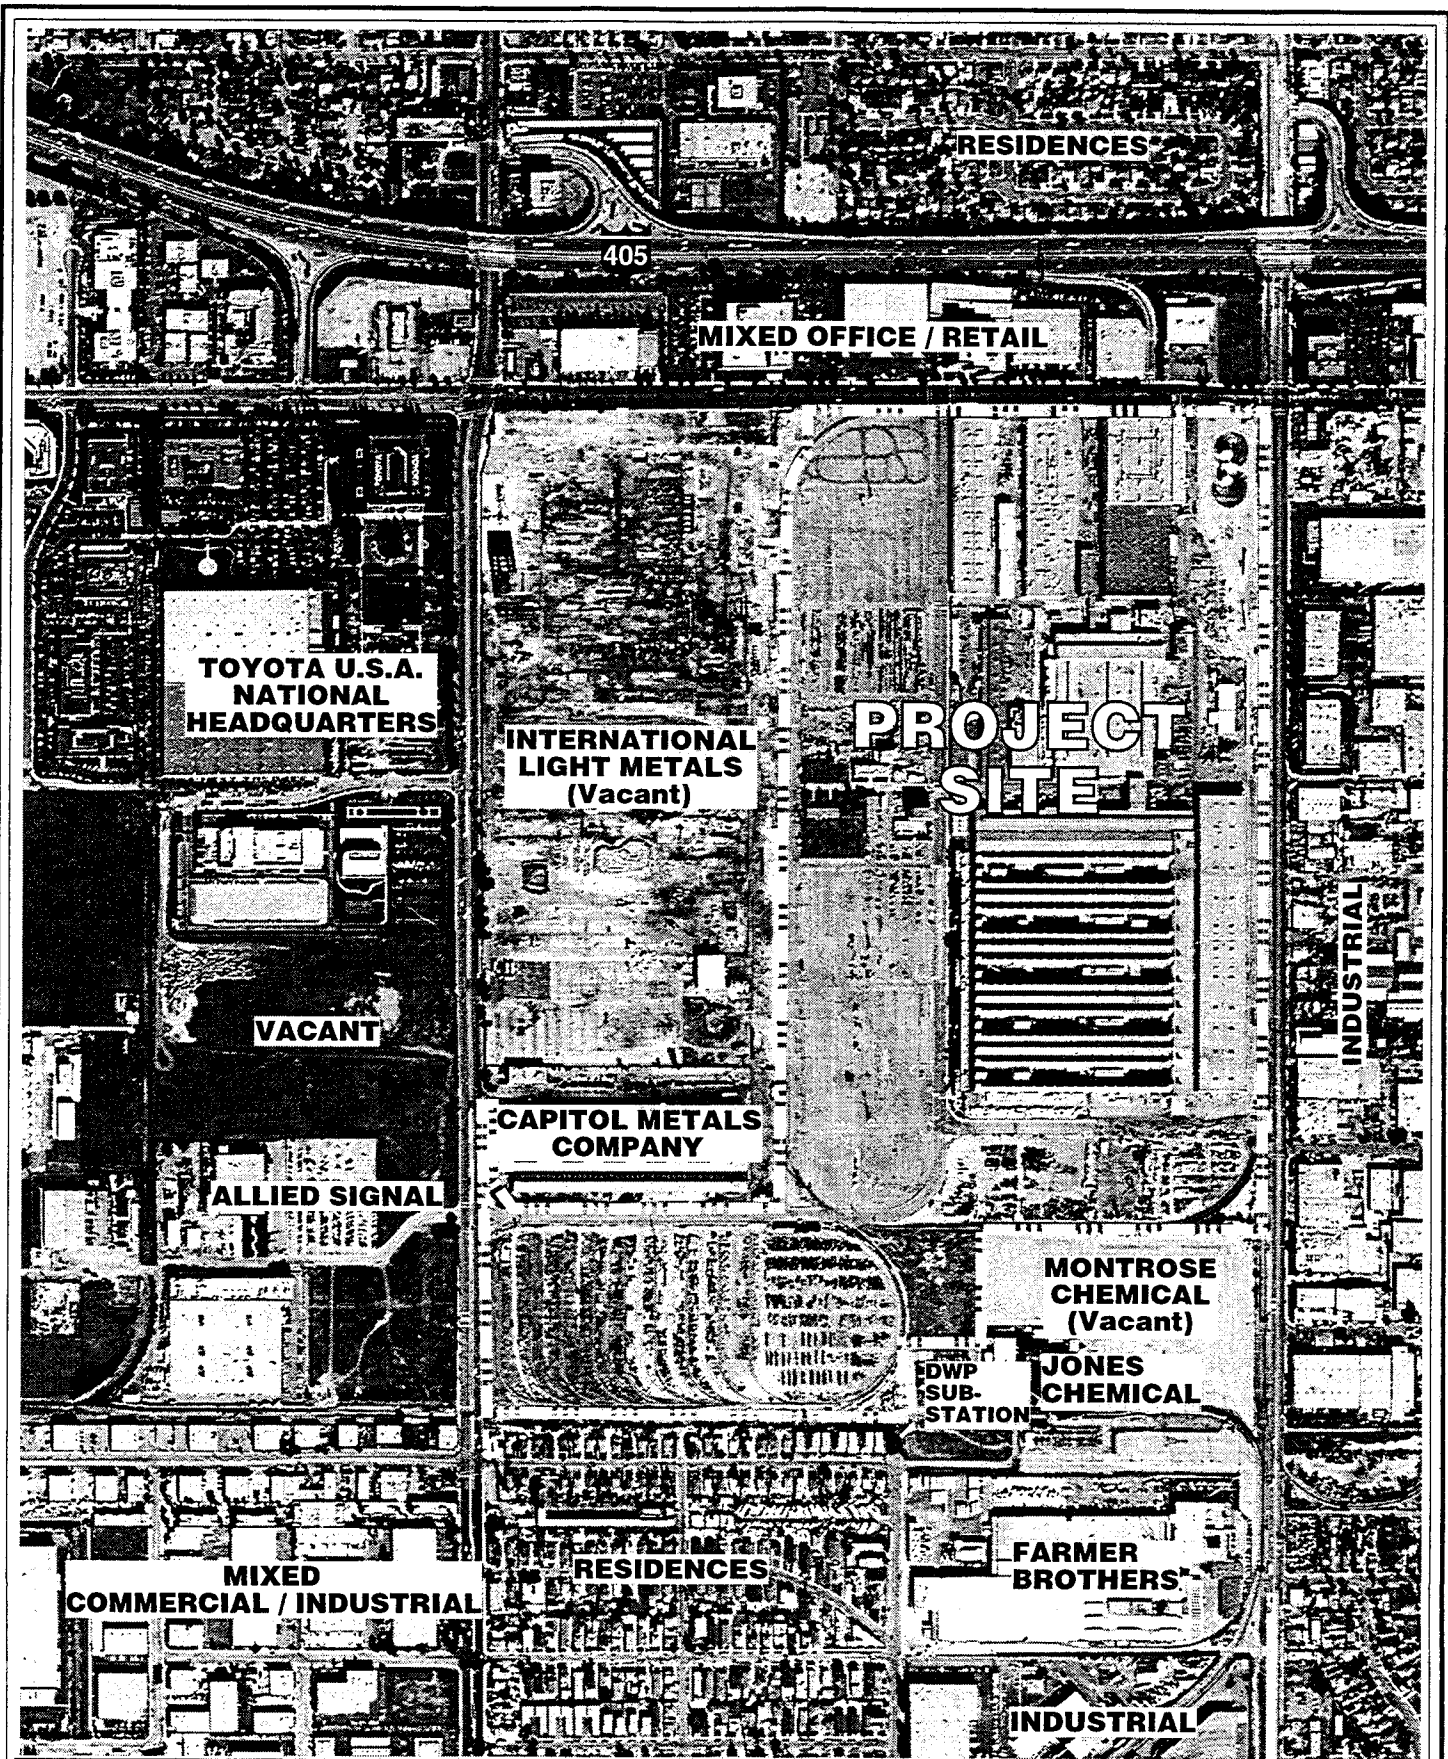 RESIDENCES
405
MIXED OFFICE / RETAIL
TOYOTA U.S.A.
NATIONAL
HEADQUARTERS
INTERNATIONAL
LIGHT METALS
(Vacant)
PROJECT
SITE
INDUSTRIAL
VACANT
CAPITOL METALS
COMPANY
ALLIED SIGNAL
MONTROSE
CHEMICAL
(Vacant)
DWP
SUB-
STATION
JONES
CHEMICAL
MIXED
COMMERCIAL / INDUSTRIAL
RESIDENCES
FARMER
BROTHERS
INDUSTRIAL